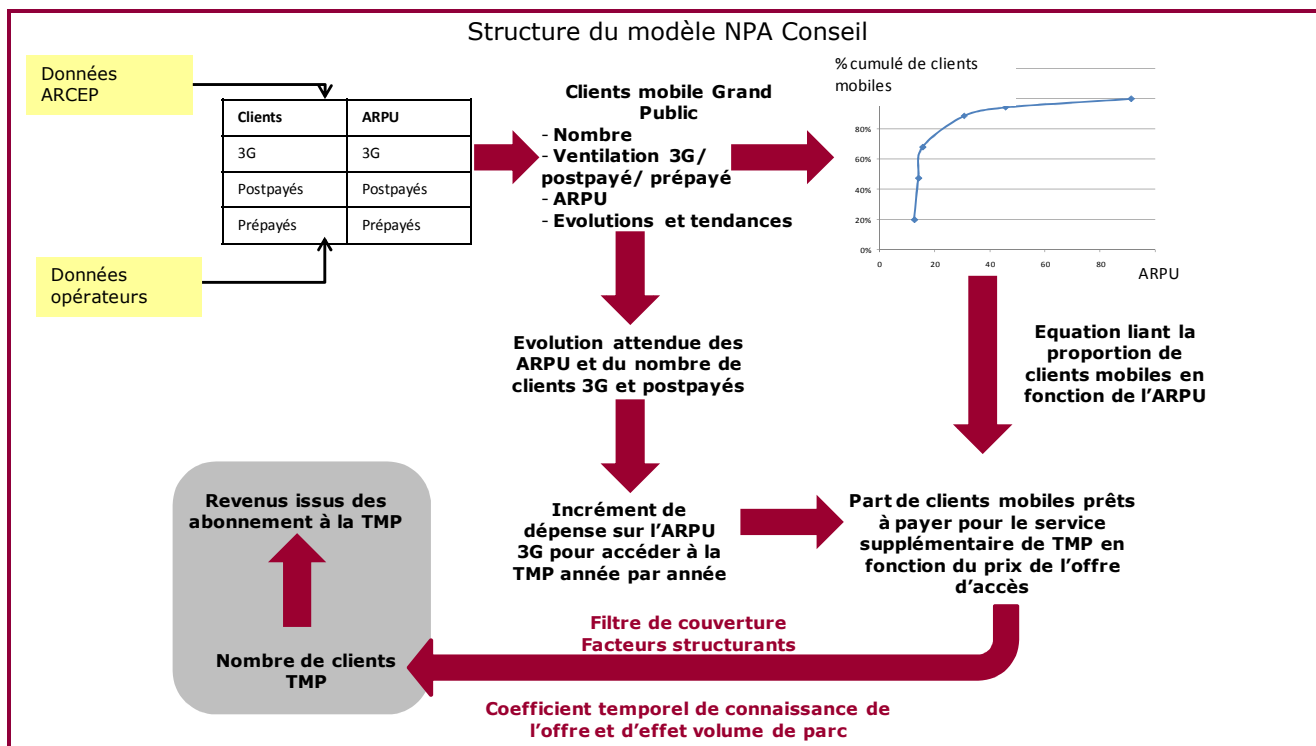 Structure du modèle NPA Conseil
Données
ARCEP
Clients ARPU
3G 3G
Postpayés Postpayés
Prépayés Prépayés
Données
opérateurs
Clients mobile Grand
Public
- Nombre
- Ventilation 3G/
postpayé/ prépayé
- ARPU
- Evolutions et tendances
% cumulé de clients
mobiles
80%
60%
40%
20%
0%
0 20 40 60 80
ARPU
Evolution attendue des
ARPU et du nombre de
clients 3G et postpayés
Equation liant la
proportion de
clients mobiles en
fonction de l’ARPU
Revenus issus des
abonnement à la TMP
Incrément de
dépense sur l’ARPU
3G pour accéder à la
TMP année par année
Part de clients mobiles prêts
à payer pour le service
supplémentaire de TMP en
fonction du prix de l’offre
d’accès
Filtre de couverture
Facteurs structurants
Nombre de clients
TMP
Coefficient temporel de connaissance de
l’offre et d’effet volume de parc